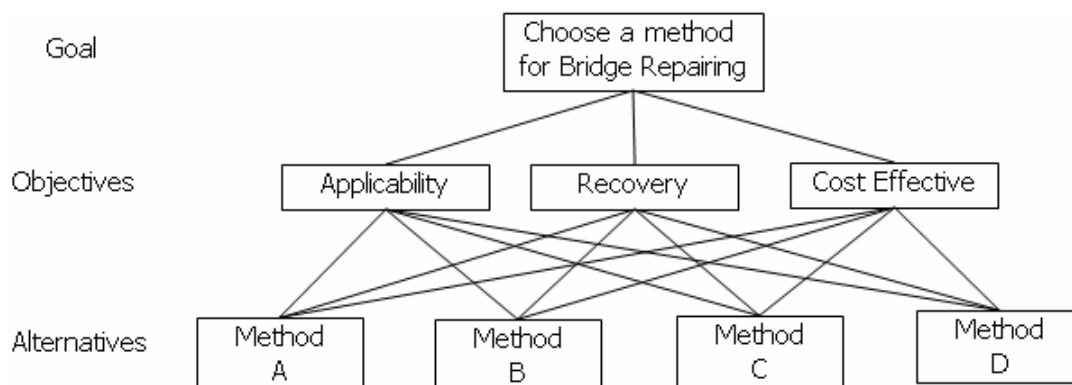 Goal
Choose a method
for Bridge Repairing
Objectives
Applicability
Recovery
Cost Effective
Alternatives
Method
A
Method
B
Method
C
Method
D